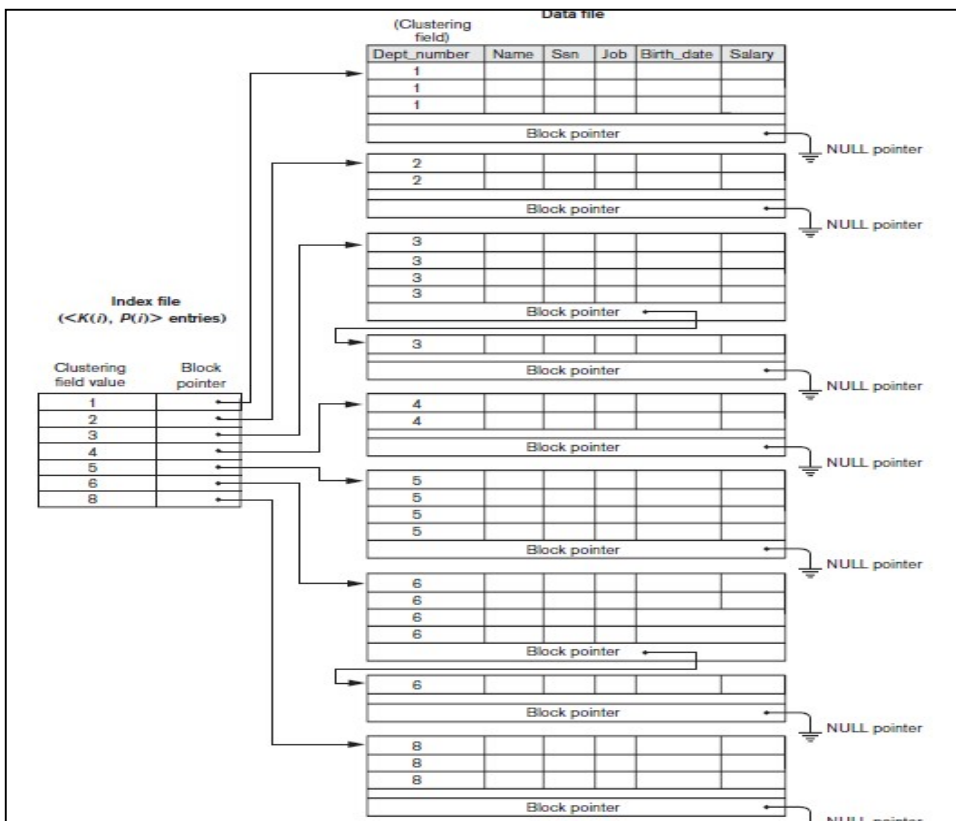 Data file
(Clustering
field)
Dept_number Name Ssn Job Birth_date Salary
1
1
1
Block pointer
NULL pointer
2
2
Block pointer
NULL pointer
3
3
3
3
Block pointer
3
Block pointer
NULL pointer
4
4
Block pointer
NULL pointer
5
5
5
5
Block pointer
NULL pointer
6
6
6
6
Block pointer
6
Block pointer
NULL pointer
8
8
8
Block pointer
NULL pointer
Index file
(<K(i), P(i)> entries)
Clustering Block
field value pointer
1
2
3
4
5
6
8